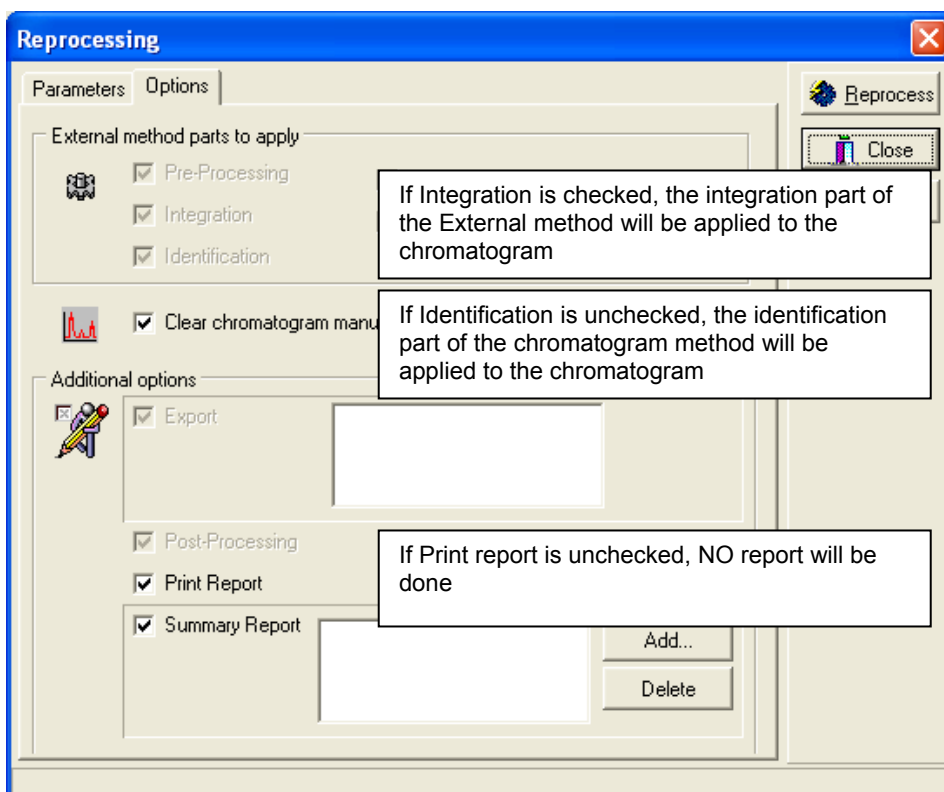 Reprocessing
Parameters Options
Reprocess
Close
External method parts to apply
Pre-Processing
Integration
Identification
If Integration is checked, the integration part of
the External method will be applied to the
chromatogram
Clear chromatogram manu
If Identification is unchecked, the identification
part of the chromatogram method will be
applied to the chromatogram
Additional options
Export
Post-Processing
Print Report
If Print report is unchecked, NO report will be
done
Summary Report
Add...
Delete